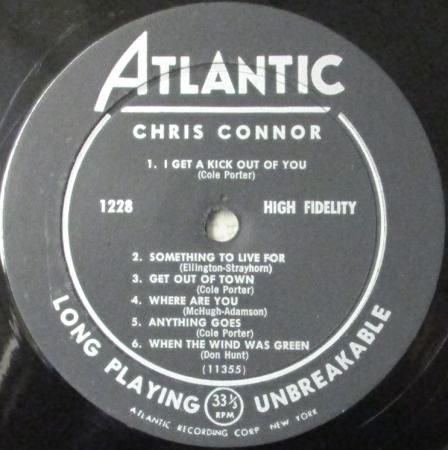 ATLANTIC
CHRIS CONNOR
1. I GET A KICK OUT OF YOU
(Cole Porter)
1228 HIGH FIDELITY
2. SOMETHING TO LIVE FOR
(Ellington-Strayhorn)
3. GET OUT OF TOWN
(Cole Porter)
4. WHERE ARE YOU
(McHugh-Adamson)
5. ANYTHING GOES
(Cole Porter)
6. WHEN THE WIND WAS GREEN
(Don Hunt)
(11355)
LONG PLAYING 33⅓ RPM UNBREAKABLE
ATLANTIC RECORDING CORP NEW YORK